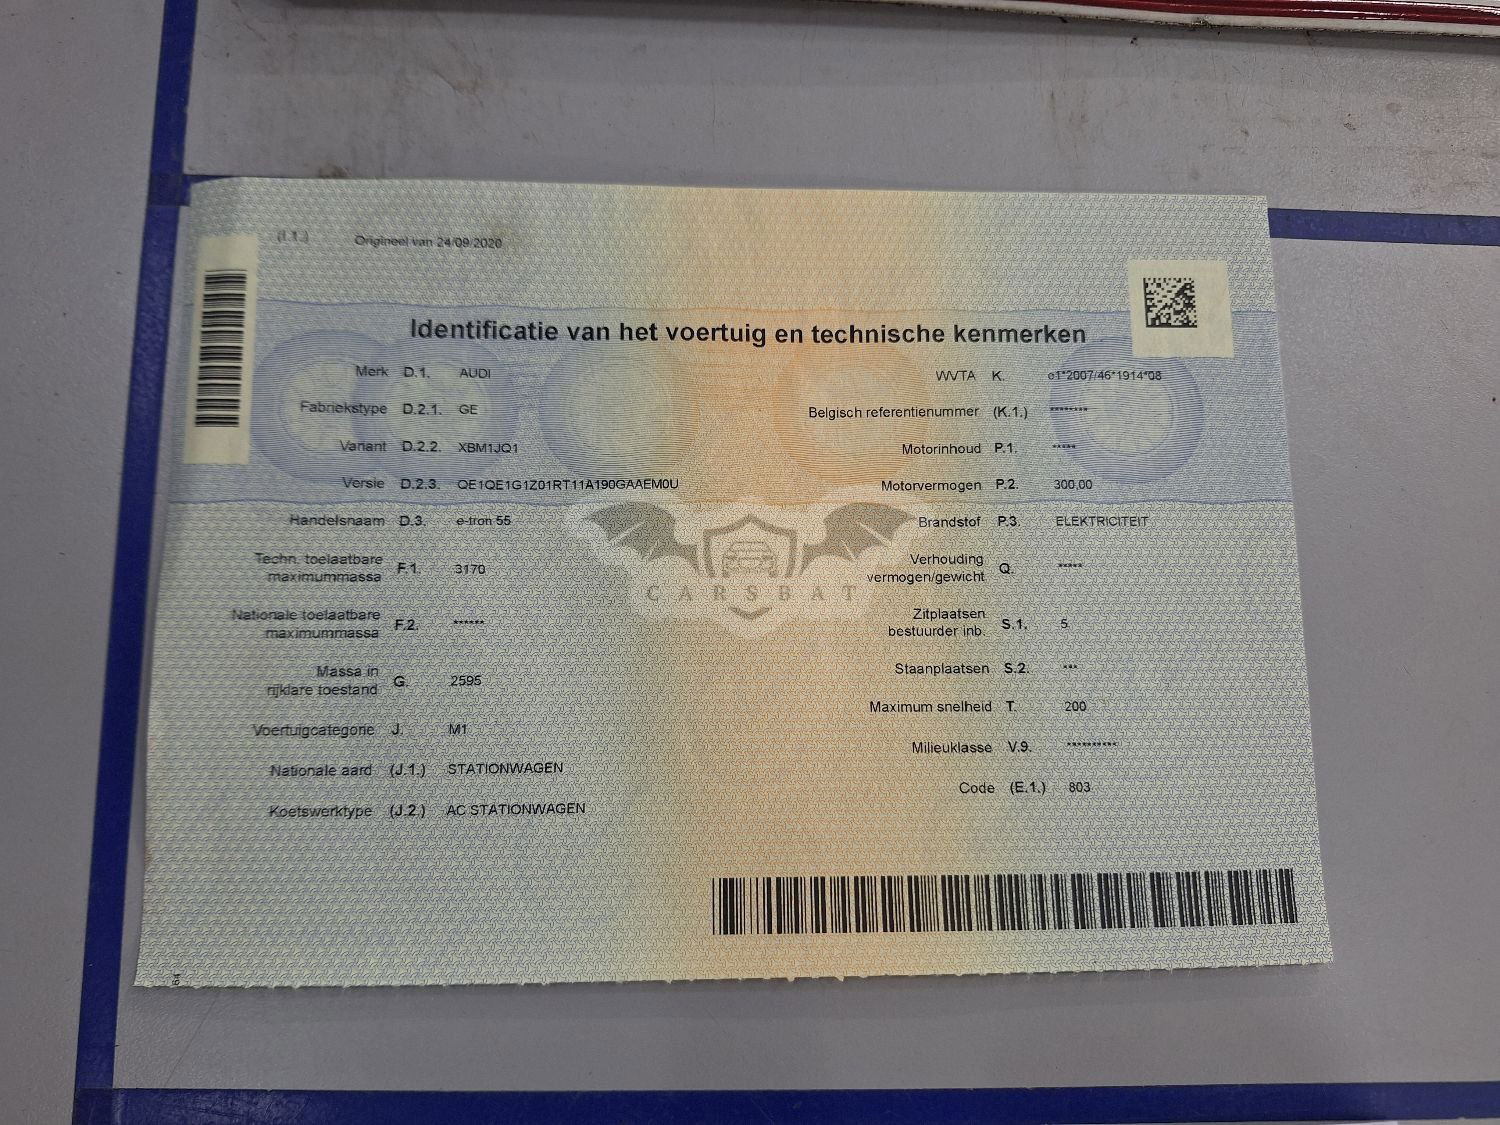 (I.1.) Origineel van 24/09/2020
Identificatie van het voertuig en technische kenmerken
Merk D.1. AUDI
Fabriekstype D.2.1. GE
Variant D.2.2. XBM1JQ1
Versie D.2.3. QE1QE1G1Z01RT11A190GAAEM0U
Handelsnaam D.3. e-tron 55
Techn. toelaatbare
maximummassa F.1. 3170
Nationale toelaatbare
maximummassa F.2. ******
Massa in
rijklare toestand G. 2595
Voertuigcategorie J. M1
Nationale aard (J.1.) STATIONWAGEN
Koetswerktype (J.2.) AC STATIONWAGEN
WVTA K. e1*2007/46*1914*08
Belgisch referentienummer (K.1.) ********
Motorinhoud P.1. *****
Motorvermogen P.2. 300,00
Brandstof P.3. ELEKTRICITEIT
Verhouding
vermogen/gewicht Q. *****
Zitplaatsen
bestuurder inb. S.1. 5
Staanplaatsen S.2. ***
Maximum snelheid T. 200
Milieuklasse V.9. **********
Code (E.1.) 803
CARSBAT
64